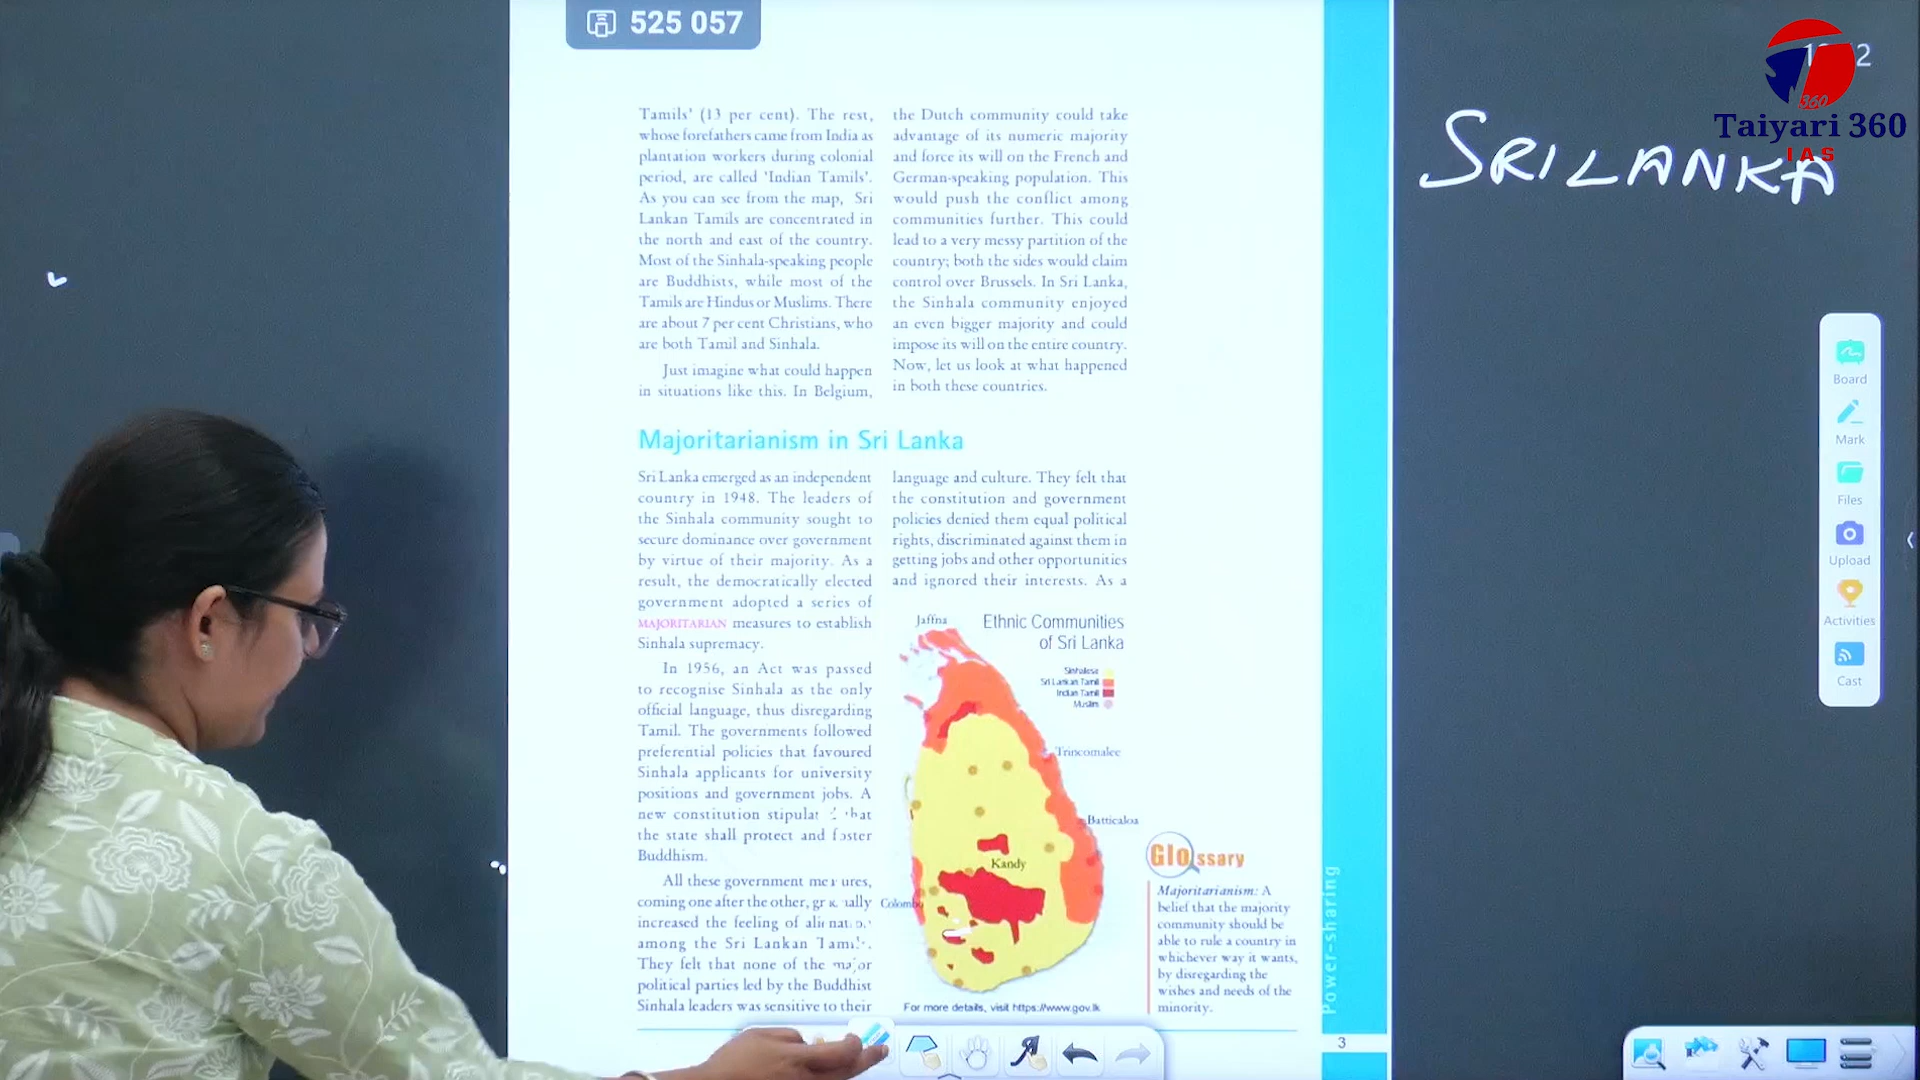 525 057
Tamils' (13 per cent). The rest,
whose forefathers came from India as
plantation workers during colonial
period, are called 'Indian Tamils'.
As you can see from the map, Sri
Lankan Tamils are concentrated in
the north and east of the country.
Most of the Sinhala-speaking people
are Buddhists, while most of the
Tamils are Hindus or Muslims. There
are about 7 per cent Christians, who
are both Tamil and Sinhala.
Just imagine what could happen
in situations like this. In Belgium,
the Dutch community could take
advantage of its numeric majority
and force its will on the French and
German-speaking population. This
would push the conflict among
communities further. This could
lead to a very messy partition of the
country; both the sides would claim
control over Brussels. In Sri Lanka,
the Sinhala community enjoyed
an even bigger majority and could
impose its will on the entire country.
Now, let us look at what happened
in both these countries.
Majoritarianism in Sri Lanka
Sri Lanka emerged as an independent
country in 1948. The leaders of
the Sinhala community sought to
secure dominance over government
by virtue of their majority. As a
result, the democratically elected
government adopted a series of
MAJORITARIAN measures to establish
Sinhala supremacy.
In 1956, an Act was passed
to recognise Sinhala as the only
official language, thus disregarding
Tamil. The governments followed
preferential policies that favoured
Sinhala applicants for university
positions and government jobs. A
new constitution that
the state shall protect and foster
Buddhism.
All these government
coming one after the other,
increased the feeling of
among the Sri Lankan
They felt that none of the major
political parties led by the Buddhist
Sinhala leaders was sensitive to their
language and culture. They felt that
the constitution and government
policies denied them equal political
rights, discriminated against them in
getting jobs and other opportunities
and ignored their interests. As a
Ethnic Communities
of Sri Lanka
Sinhalese
Sri Lankan Tamil
Indian Tamil
Muslim
Jaffna
Trincomalee
Batticaloa
Kandy
Colombo
For more details, visit https://www.gov.lk
Glossary
Majoritarianism: A
belief that the majority
community should be
able to rule a country in
whichever way it wants,
by disregarding the
wishes and needs of the
minority.
Power-sharing
3
SRILANKA
360
Taiyari 360
IAS
Board
Mark
Files
Upload
Activities
Cast